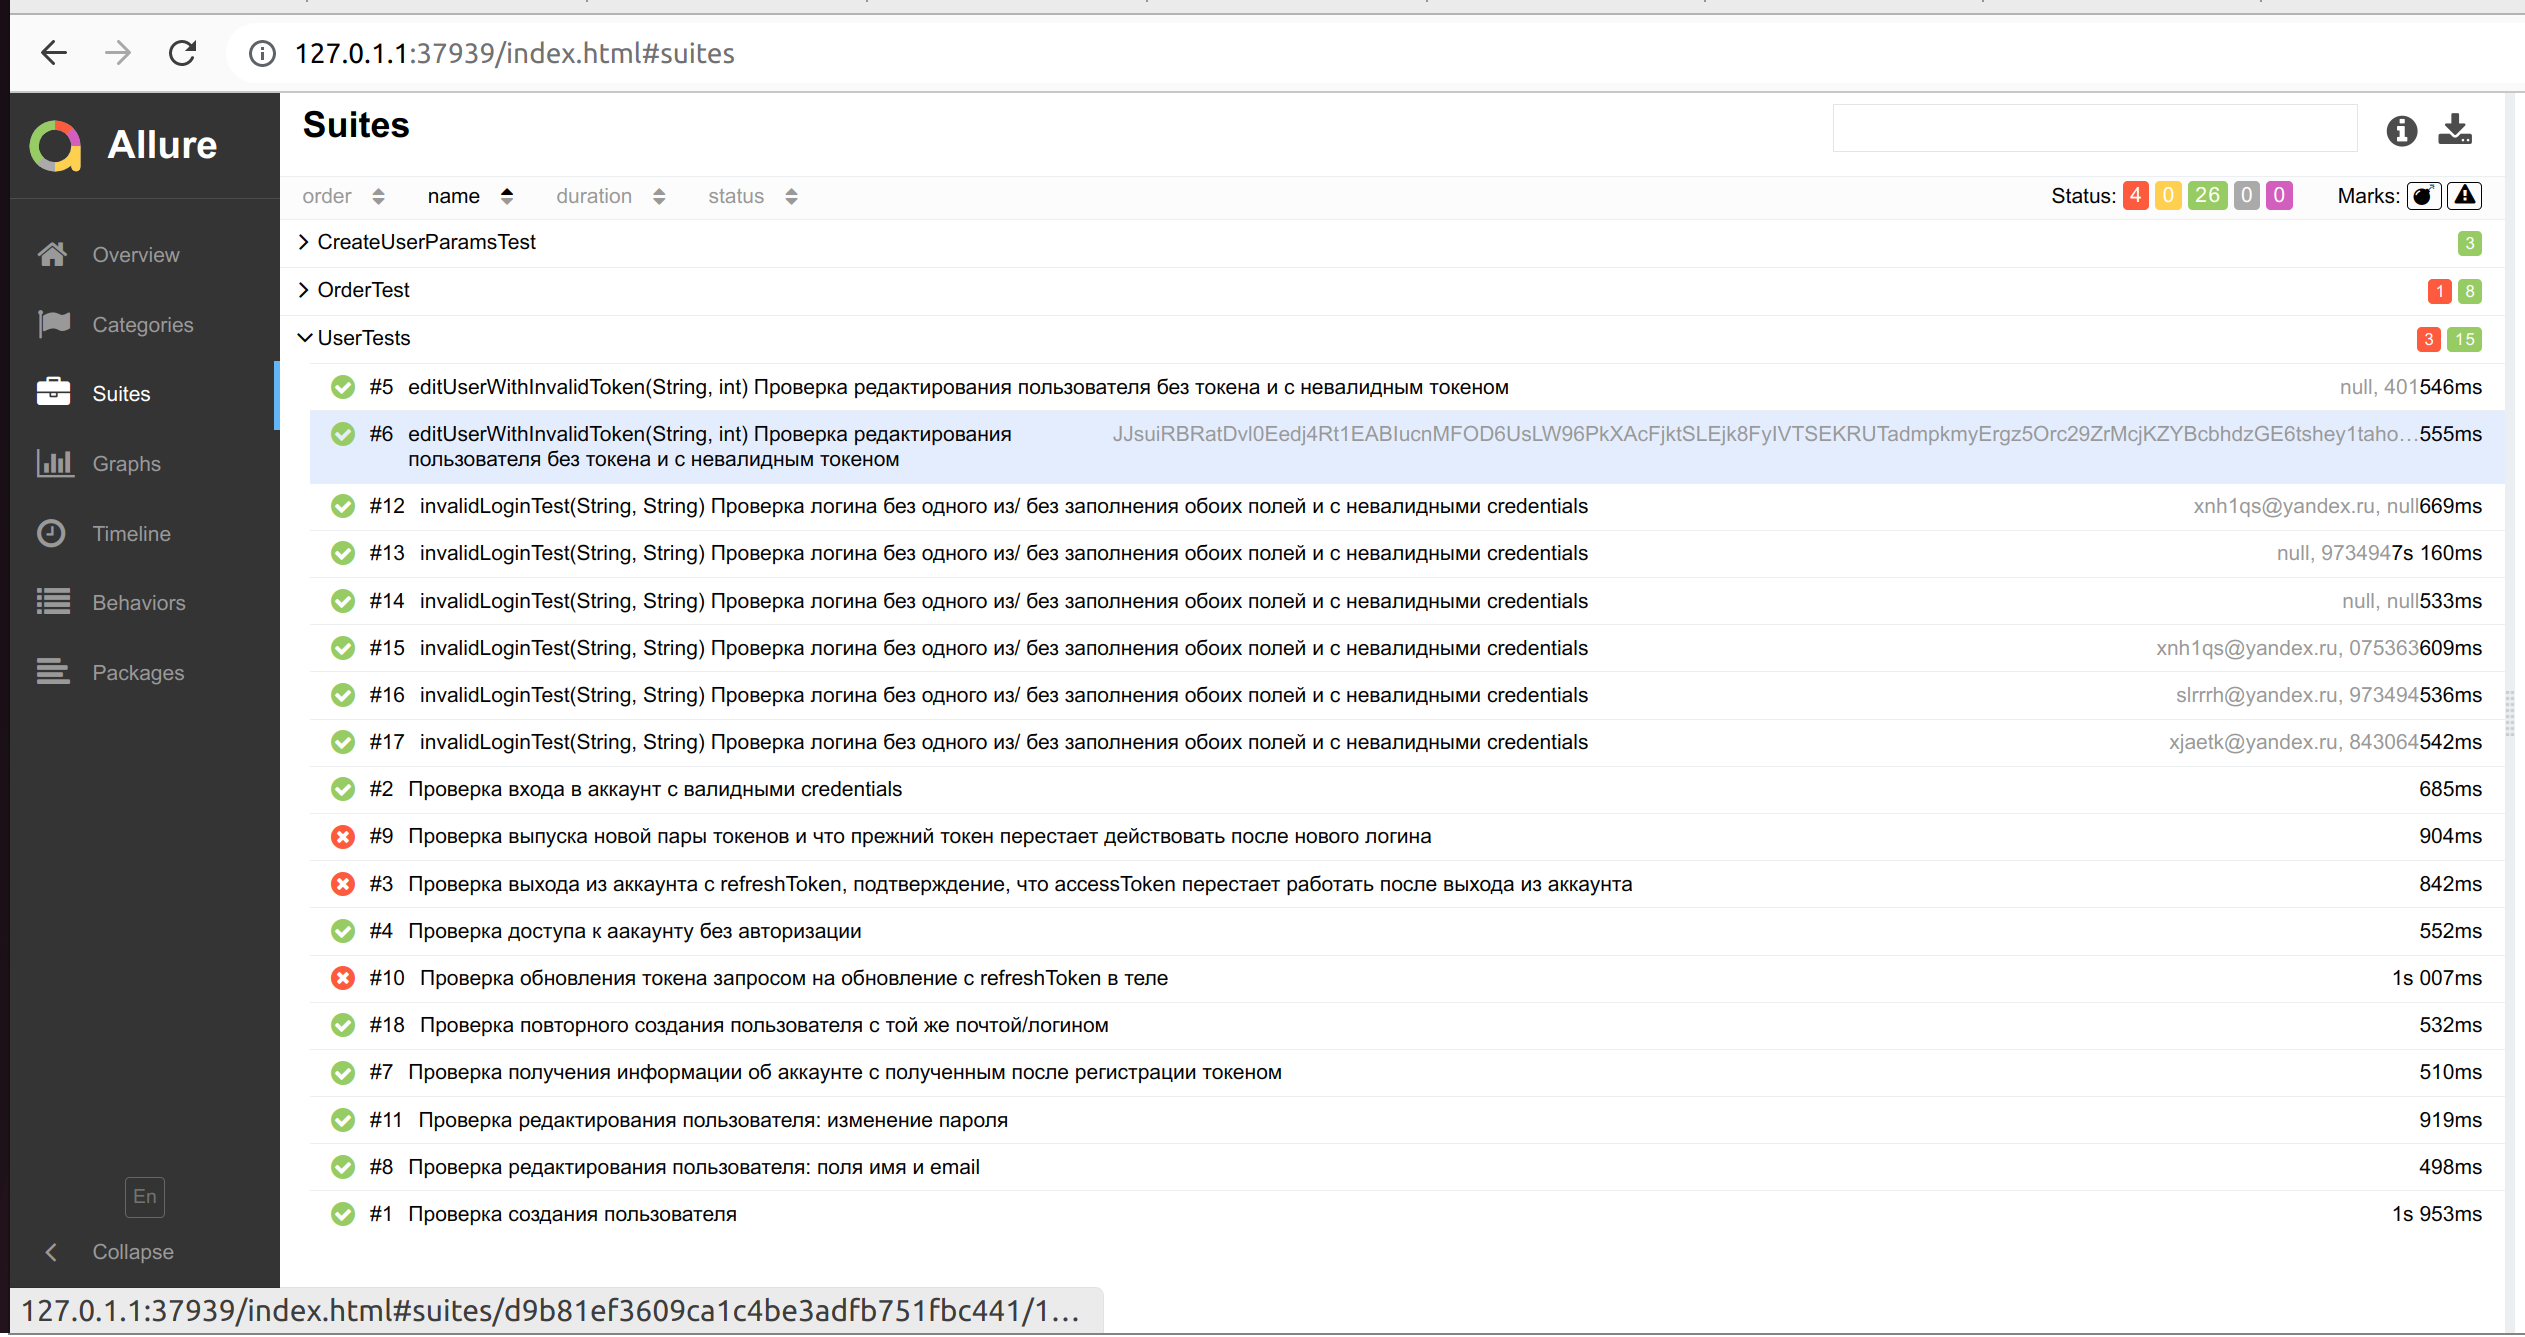 127.0.1.1:37939/index.html#suites
Allure
Suites
order name duration status Status: 4 0 26 0 0 Marks:
Overview
Categories
Suites
Graphs
Timeline
Behaviors
Packages
En
Collapse
CreateUserParamsTest 3
OrderTest 1 8
UserTests 3 15
#5 editUserWithInvalidToken(String, int) Проверка редактирования пользователя без токена и с невалидным токеном null, 401 546ms
#6 editUserWithInvalidToken(String, int) Проверка редактирования JJsuiRBRatDvl0Eedj4Rt1EABIucnMFOD6UsLW96PkXAcFjktSLEjk8FyIVTSEKRUTadmpkmyErgz5Orc29ZrMcjKZYBcbhdzGE6tshey1taho... 555ms
пользователя без токена и с невалидным токеном
#12 invalidLoginTest(String, String) Проверка логина без одного из/ без заполнения обоих полей и с невалидными credentials xnh1qs@yandex.ru, null 669ms
#13 invalidLoginTest(String, String) Проверка логина без одного из/ без заполнения обоих полей и с невалидными credentials null, 973494 7s 160ms
#14 invalidLoginTest(String, String) Проверка логина без одного из/ без заполнения обоих полей и с невалидными credentials null, null 533ms
#15 invalidLoginTest(String, String) Проверка логина без одного из/ без заполнения обоих полей и с невалидными credentials xnh1qs@yandex.ru, 075363 609ms
#16 invalidLoginTest(String, String) Проверка логина без одного из/ без заполнения обоих полей и с невалидными credentials slrrrh@yandex.ru, 973494 536ms
#17 invalidLoginTest(String, String) Проверка логина без одного из/ без заполнения обоих полей и с невалидными credentials xjaetk@yandex.ru, 843064 542ms
#2 Проверка входа в аккаунт с валидными credentials 685ms
#9 Проверка выпуска новой пары токенов и что прежний токен перестает действовать после нового логина 904ms
#3 Проверка выхода из аккаунта с refreshToken, подтверждение, что accessToken перестает работать после выхода из аккаунта 842ms
#4 Проверка доступа к аакаунту без авторизации 552ms
#10 Проверка обновления токена запросом на обновление с refreshToken в теле 1s 007ms
#18 Проверка повторного создания пользователя с той же почтой/логином 532ms
#7 Проверка получения информации об аккаунте с полученным после регистрации токеном 510ms
#11 Проверка редактирования пользователя: изменение пароля 919ms
#8 Проверка редактирования пользователя: поля имя и email 498ms
#1 Проверка создания пользователя 1s 953ms
127.0.1.1:37939/index.html#suites/d9b81ef3609ca1c4be3adfb751fbc441/1...